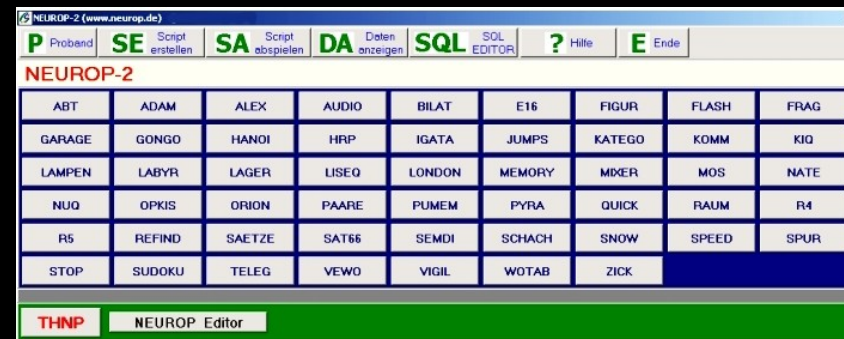 NEUROP-2 (www.neurop.de)
P Proband SE Script erstellen SA Script abspielen DA Daten anzeigen SQL SQL EDITOR ? Hilfe E Ende
NEUROP-2
ABT ADAM ALEX AUDIO BILAT E16 FIGUR FLASH FRAG
GARAGE GONGO HANOI HRP IGATA JUMPS KATEGO KOMM KIQ
LAMPEN LABYR LAGER LISEQ LONDON MEMORY MIXER MOS NATE
NUQ OPKIS ORION PAARE PUMEM PYRA QUICK RAUM R4
R5 REFIND SAETZE SAT66 SEMDI SCHACH SNOW SPEED SPUR
STOP SUDOKU TELEG VEWO VIGIL WOTAB ZICK
THNP NEUROP Editor